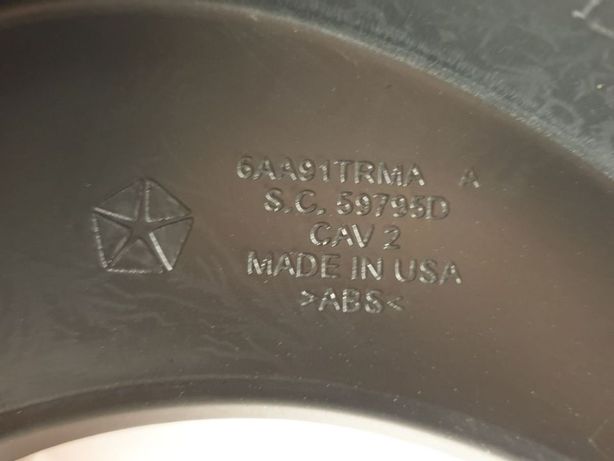 6AA91TRMA A
S.C. 59795D
CAV 2
MADE IN USA
>ABS<